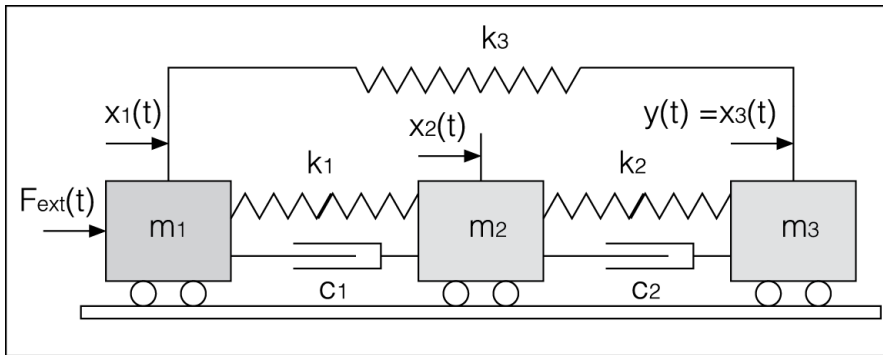 k3
x1(t)
x2(t)
y(t) =x3(t)
k1
k2
Fext(t)
m1
m2
m3
c1
c2